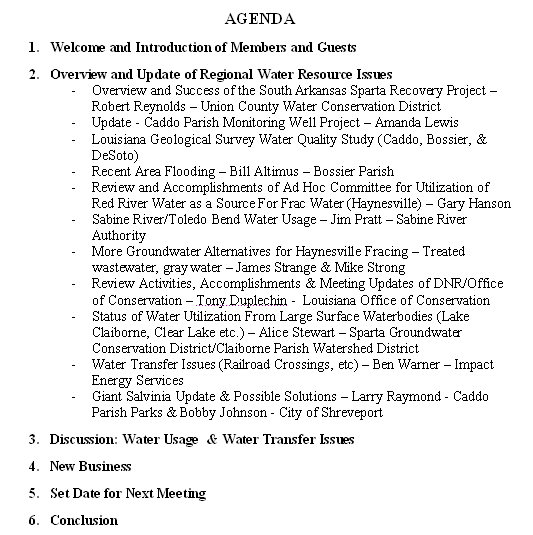 AGENDA
1. Welcome and Introduction of Members and Guests
2. Overview and Update of Regional Water Resource Issues
- Overview and Success of the South Arkansas Sparta Recovery Project –
Robert Reynolds – Union County Water Conservation District
- Update - Caddo Parish Monitoring Well Project – Amanda Lewis
- Louisiana Geological Survey Water Quality Study (Caddo, Bossier, &
DeSoto)
- Recent Area Flooding – Bill Altimus – Bossier Parish
- Review and Accomplishments of Ad Hoc Committee for Utilization of
Red River Water as a Source For Frac Water (Haynesville) – Gary Hanson
- Sabine River/Toledo Bend Water Usage – Jim Pratt – Sabine River
Authority
- More Groundwater Alternatives for Haynesville Fracing – Treated
wastewater, gray water – James Strange & Mike Strong
- Review Activities, Accomplishments & Meeting Updates of DNR/Office
of Conservation – Tony Duplechin - Louisiana Office of Conservation
- Status of Water Utilization From Large Surface Waterbodies (Lake
Claiborne, Clear Lake etc.) – Alice Stewart – Sparta Groundwater
Conservation District/Claiborne Parish Watershed District
- Water Transfer Issues (Railroad Crossings, etc) – Ben Warner – Impact
Energy Services
- Giant Salvinia Update & Possible Solutions – Larry Raymond - Caddo
Parish Parks & Bobby Johnson - City of Shreveport
3. Discussion: Water Usage & Water Transfer Issues
4. New Business
5. Set Date for Next Meeting
6. Conclusion